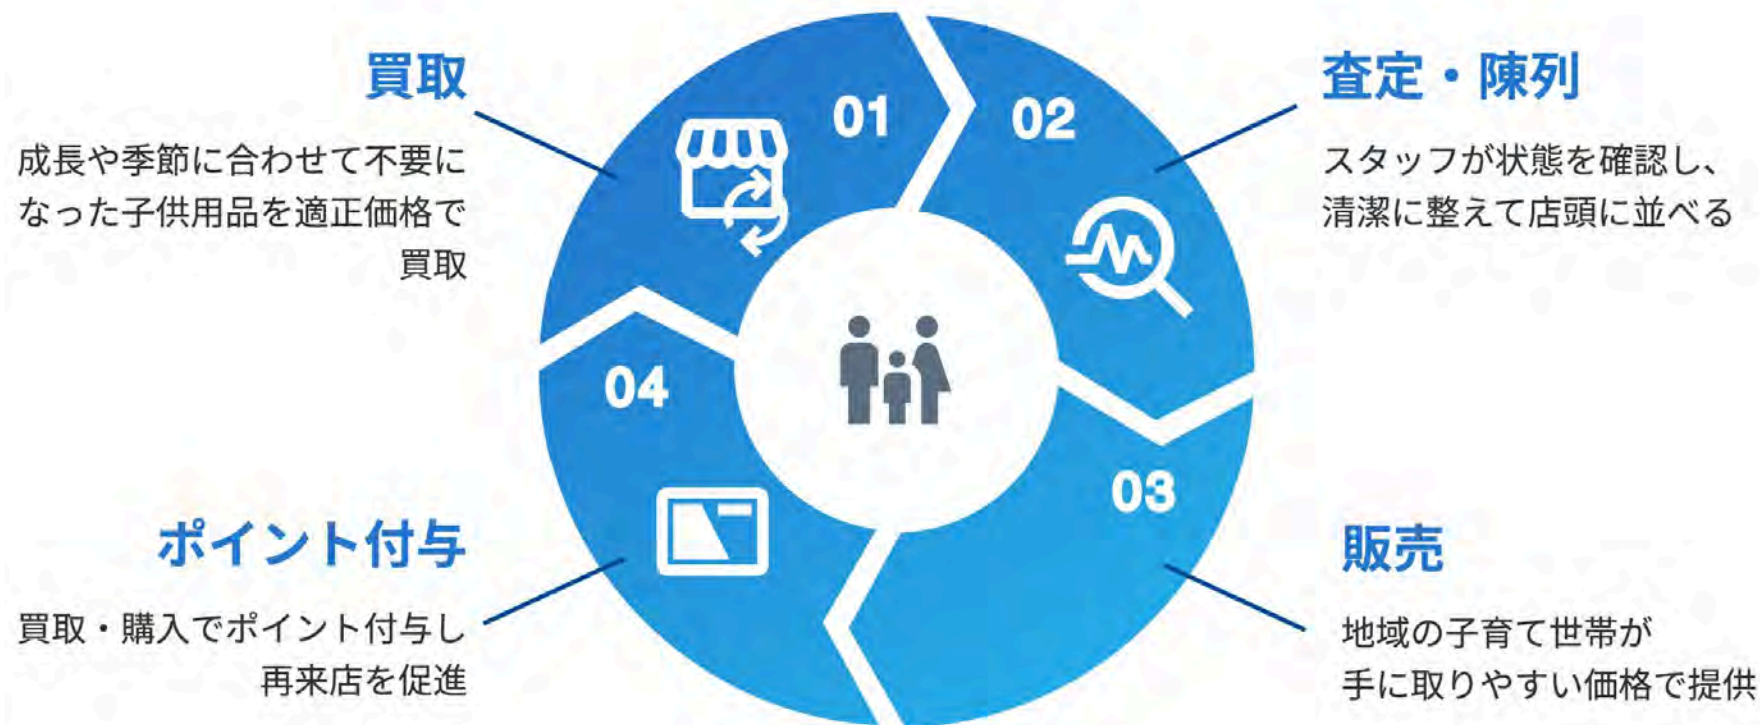 01
買取
成長や季節に合わせて不要に
なった子供用品を適正価格で
買取
02
査定・陳列
スタッフが状態を確認し、
清潔に整えて店頭に並べる
03
販売
地域の子育て世帯が
手に取りやすい価格で提供
04
ポイント付与
買取・購入でポイント付与し
再来店を促進